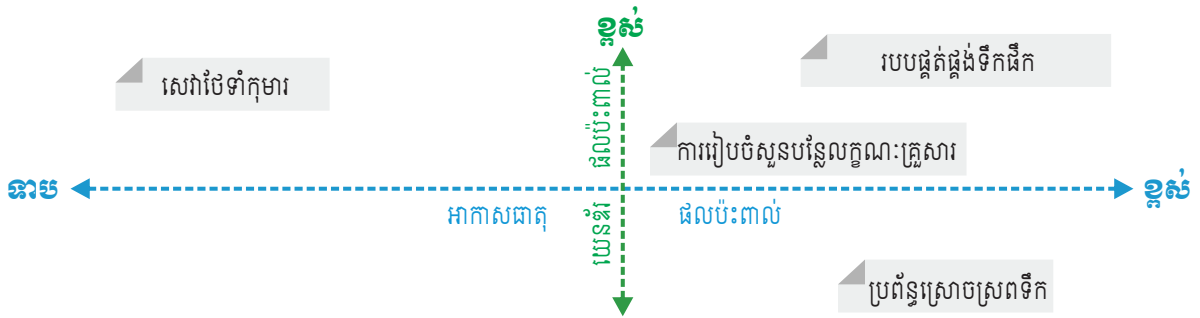 ខ្ពស់
របបផ្គត់ផ្គង់ទឹកផឹក
សេវាថែទាំកុមារ
ផលប៉ះពាល់
ការរៀបចំសួនបន្លែលក្ខណៈគ្រួសារ
ទាប
ខ្ពស់
អាកាសធាតុ
យេនឌ័រ
ផលប៉ះពាល់
ប្រព័ន្ធស្រោចស្រពទឹក